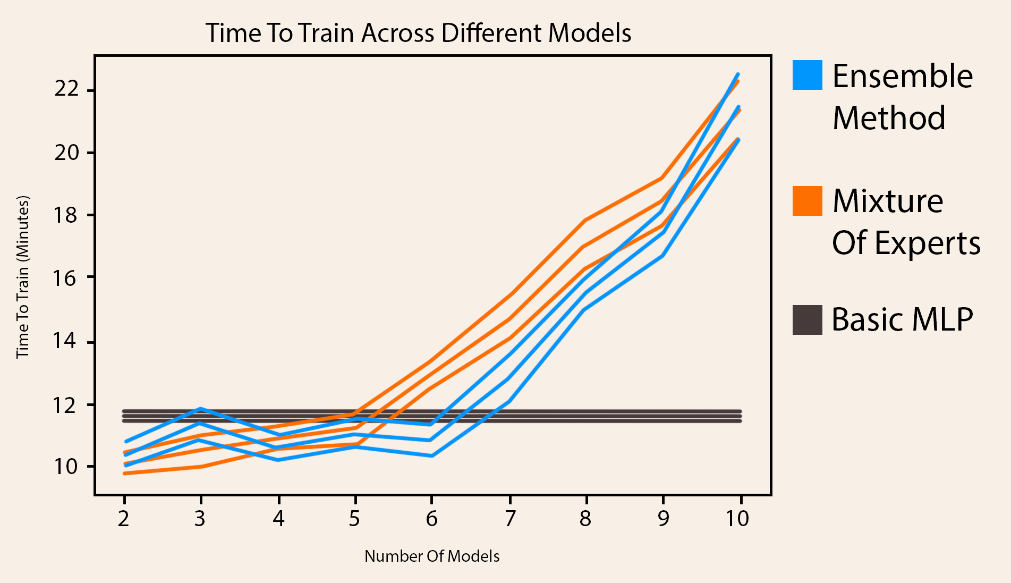 Time To Train Across Different Models
Ensemble
Method
Mixture
Of Experts
Basic MLP
Time To Train (Minutes)
22
20
18
16
14
12
10
2 3 4 5 6 7 8 9 10
Number Of Models